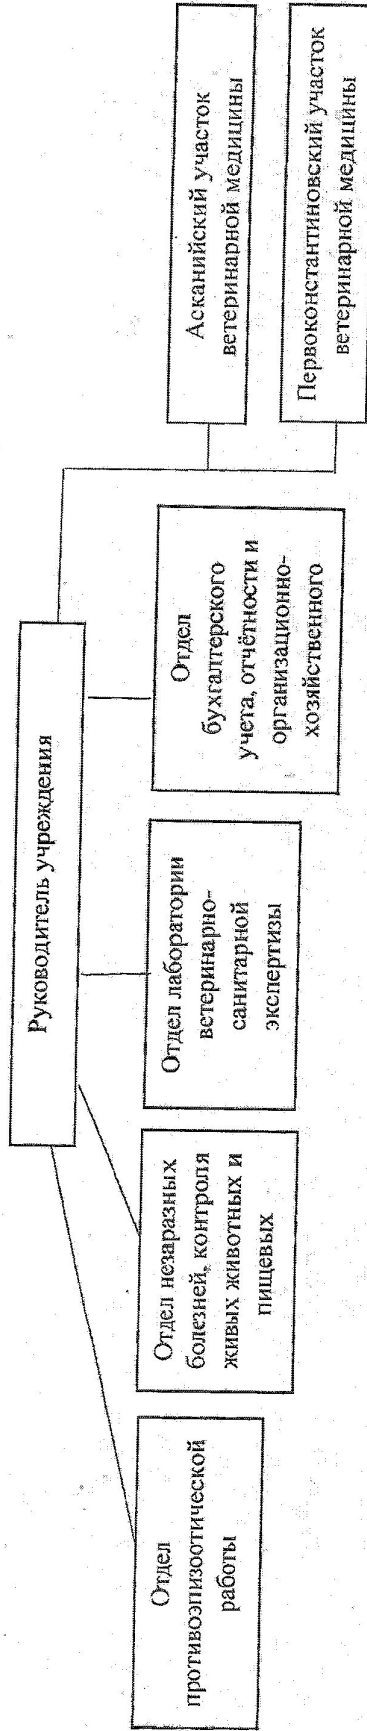 Руководитель учреждения
Отдел
противоэпизоотической
работы
Отдел незаразных
болезней, контроля
живых животных и
пищевых
Отдел лаборатории
ветеринарно-
санитарной
экспертизы
Отдел
бухгалтерского
учета, отчётности и
организационно-
хозяйственного
Асканийский участок
ветеринарной медицины
Первоконстантиновский участок
ветеринарной медицины